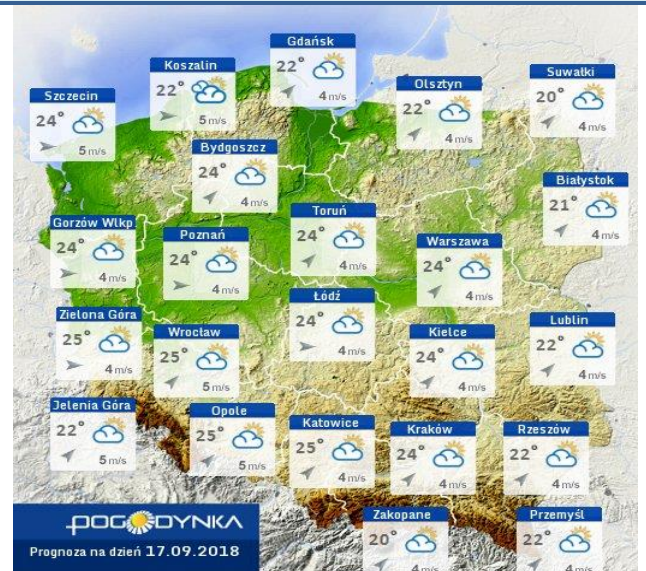 Gdańsk
22°
4 m/s
Koszalin
22°
5 m/s
Suwałki
20°
4 m/s
Olsztyn
22°
4 m/s
Szczecin
24°
5 m/s
Bydgoszcz
24°
4 m/s
Białystok
21°
4 m/s
Toruń
24°
4 m/s
Gorzów Wlkp
24°
4 m/s
Poznań
24°
4 m/s
Warszawa
24°
4 m/s
Łódź
24°
4 m/s
Zielona Góra
25°
4 m/s
Lublin
22°
4 m/s
Wrocław
25°
5 m/s
Kielce
24°
4 m/s
Jelenia Góra
22°
5 m/s
Opole
25°
5 m/s
Katowice
25°
4 m/s
Kraków
24°
4 m/s
Rzeszów
22°
4 m/s
Zakopane
20°
4 m/s
Przemyśl
22°
4 m/s
POGODYNKA
Prognoza na dzień 17.09.2018